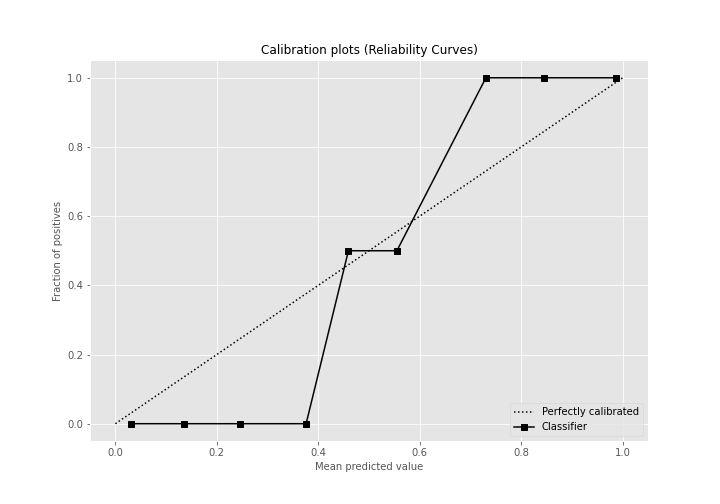 Calibration plots (Reliability Curves)
1.0
0.8
0.6
0.4
0.2
0.0
Fraction of positives
0.0 0.2 0.4 0.6 0.8 1.0
Mean predicted value
Perfectly calibrated
Classifier